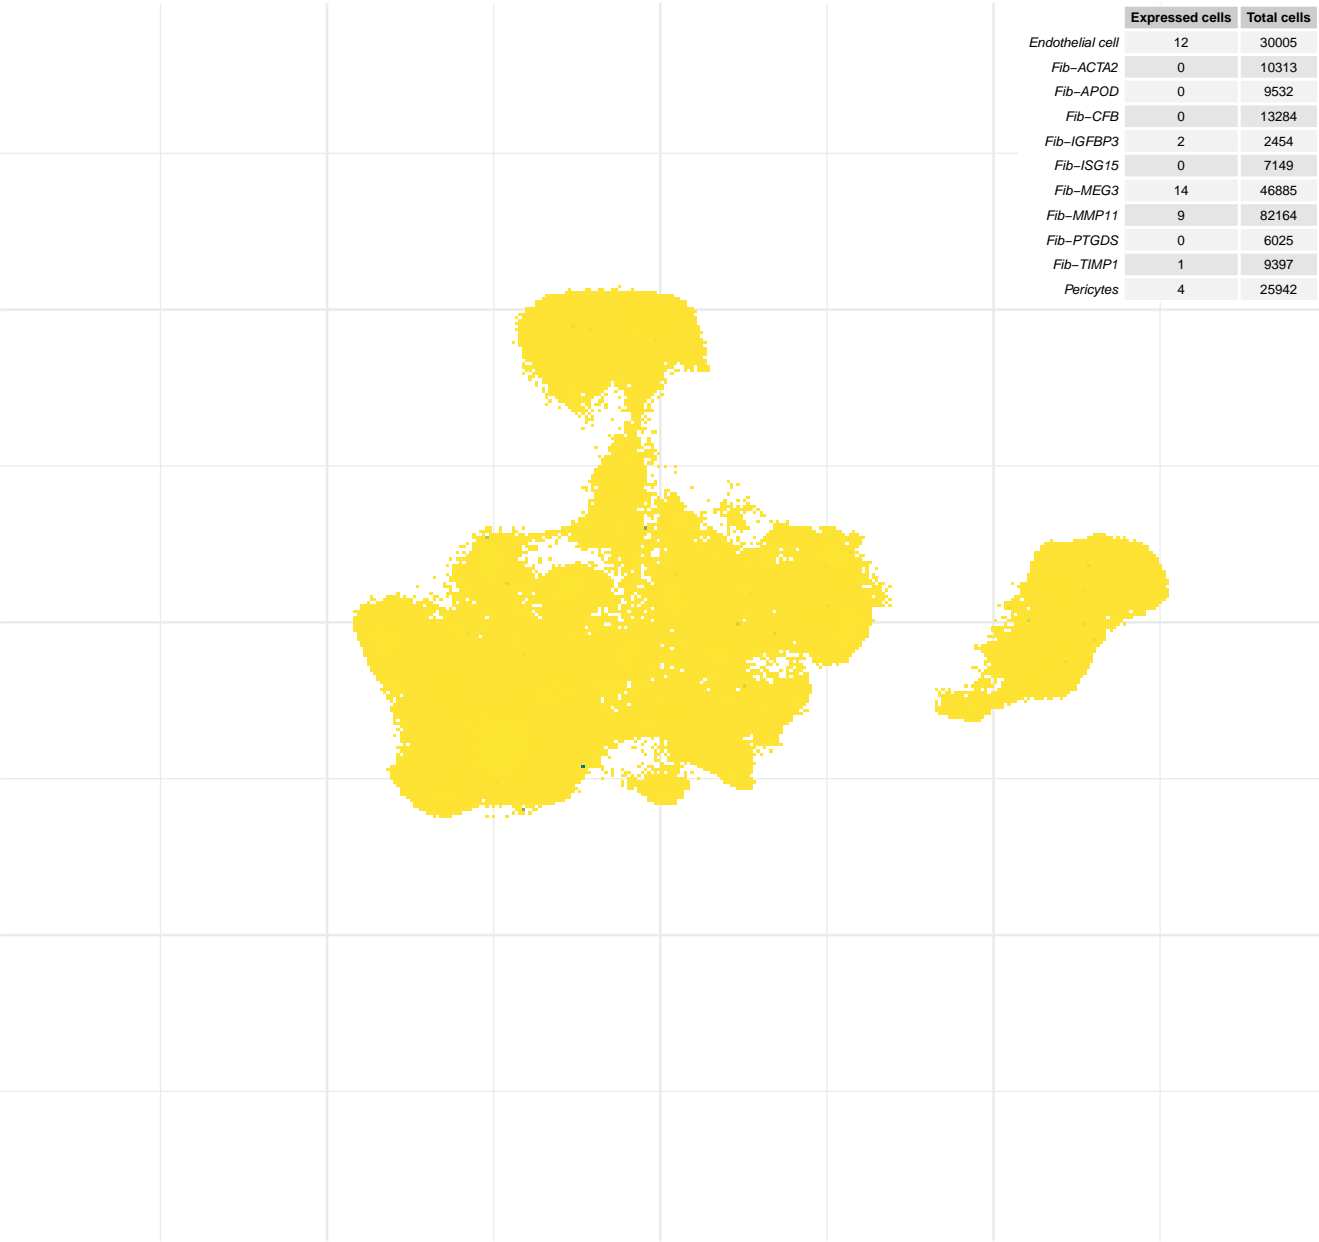 Expressed cells Total cells
Endothelial cell 12 30005
Fib−ACTA2 0 10313
Fib−APOD 0 9532
Fib−CFB 0 13284
Fib−IGFBP3 2 2454
Fib−ISG15 0 7149
Fib−MEG3 14 46885
Fib−MMP11 9 82164
Fib−PTGDS 0 6025
Fib−TIMP1 1 9397
Pericytes 4 25942